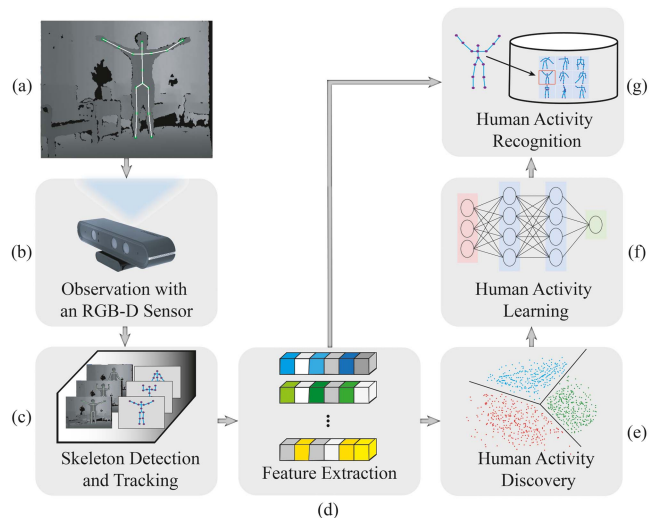 (a)
(b)
Observation with
an RGB-D Sensor
(c)
Skeleton Detection
and Tracking
Feature Extraction
(d)
Human Activity
Discovery
(e)
Human Activity
Learning
(f)
Human Activity
Recognition
(g)